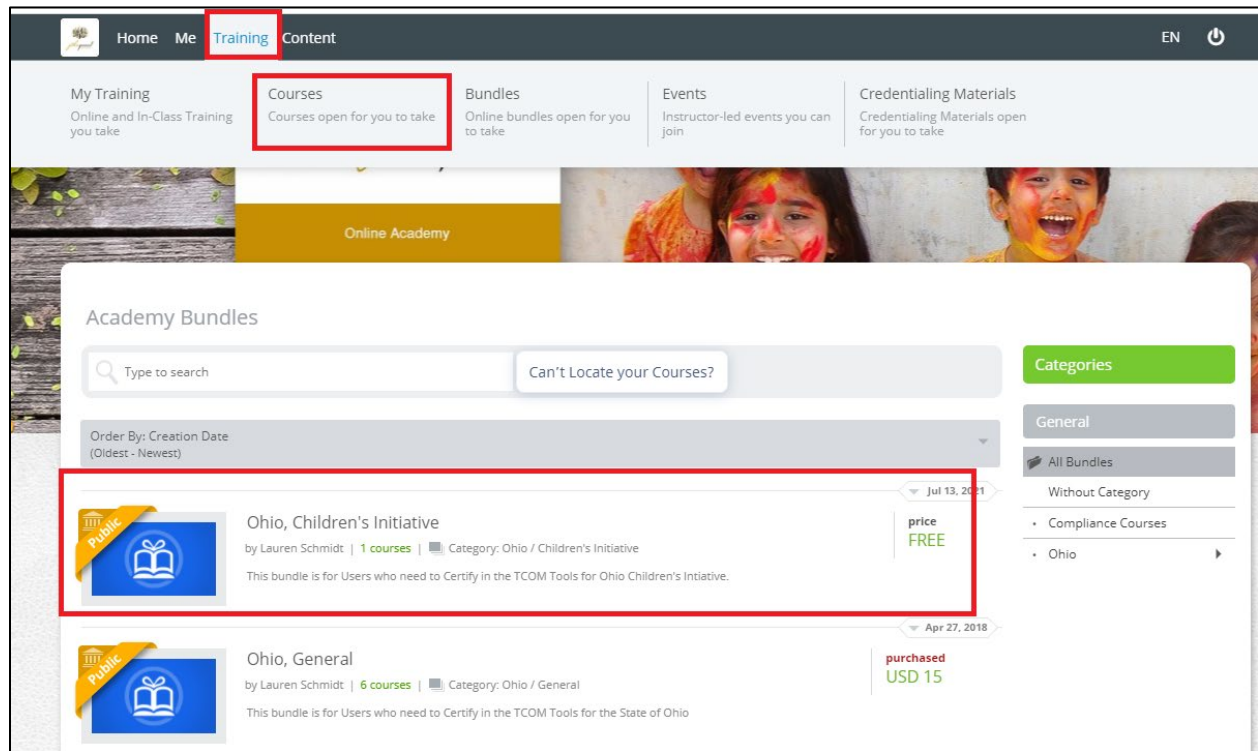 Home Me Training Content EN
My Training Courses Bundles Events Credentialing Materials
Online and In-Class Training Courses open for you to take Online bundles open for you Instructor-led events you can Credentialing Materials open
you take to take join for you to take
Online Academy
Academy Bundles
Type to search Can't Locate your Courses?
Categories
Order By: Creation Date
(Oldest - Newest)
General
All Bundles
Without Category
Compliance Courses
Ohio
Jul 13, 2021
Public
Ohio, Children's Initiative
by Lauren Schmidt | 1 courses | Category: Ohio / Children's Initiative
This bundle is for Users who need to Certify in the TCOM Tools for Ohio Children's Intiative.
price
FREE
Apr 27, 2018
Public
Ohio, General
by Lauren Schmidt | 6 courses | Category: Ohio / General
This bundle is for Users who need to Certify in the TCOM Tools for the State of Ohio
purchased
USD 15